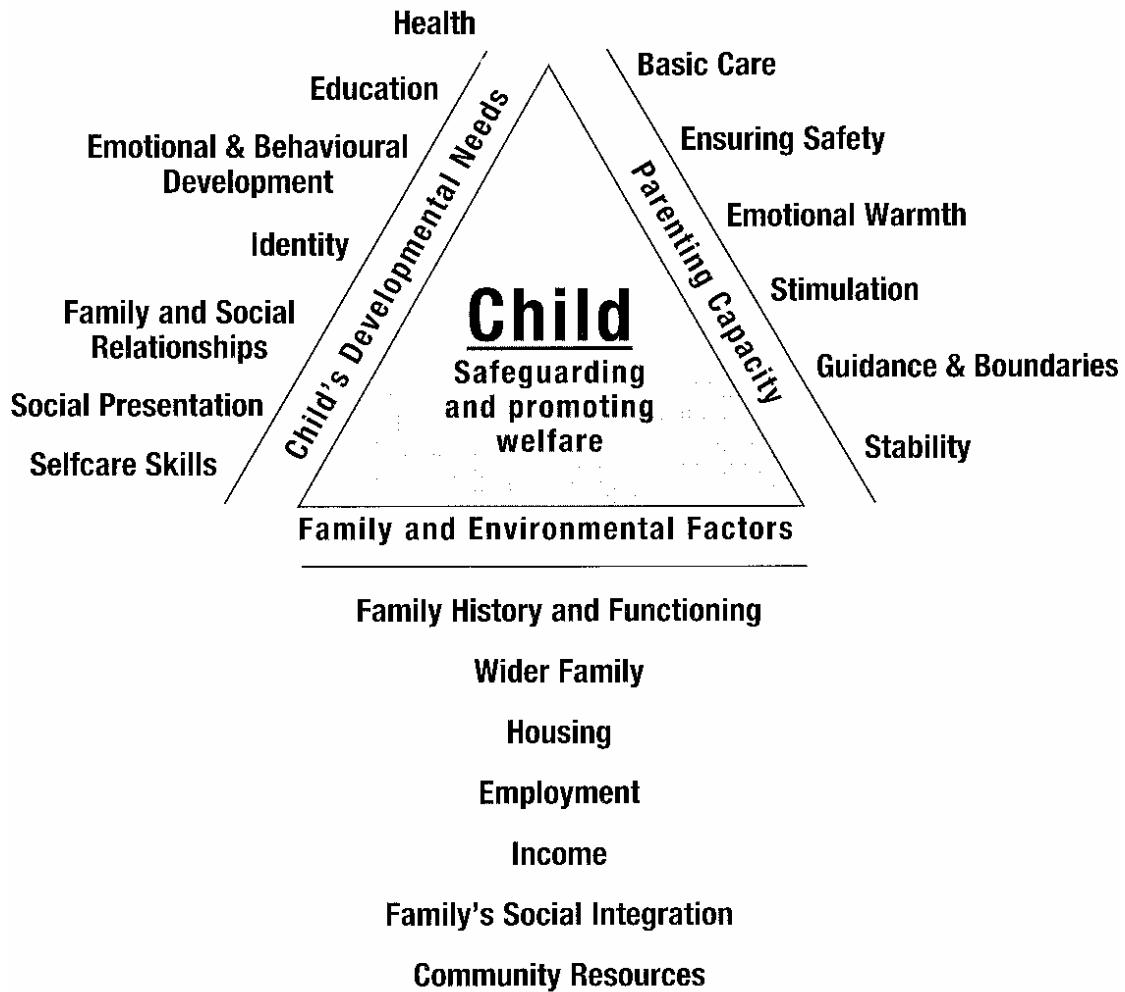 Health
Education
Emotional & Behavioural
Development
Identity
Family and Social
Relationships
Social Presentation
Selfcare Skills
Child's Developmental Needs
Basic Care
Ensuring Safety
Emotional Warmth
Stimulation
Guidance & Boundaries
Stability
Parenting Capacity
Child
Safeguarding
and promoting
welfare
Family and Environmental Factors
Family History and Functioning
Wider Family
Housing
Employment
Income
Family's Social Integration
Community Resources